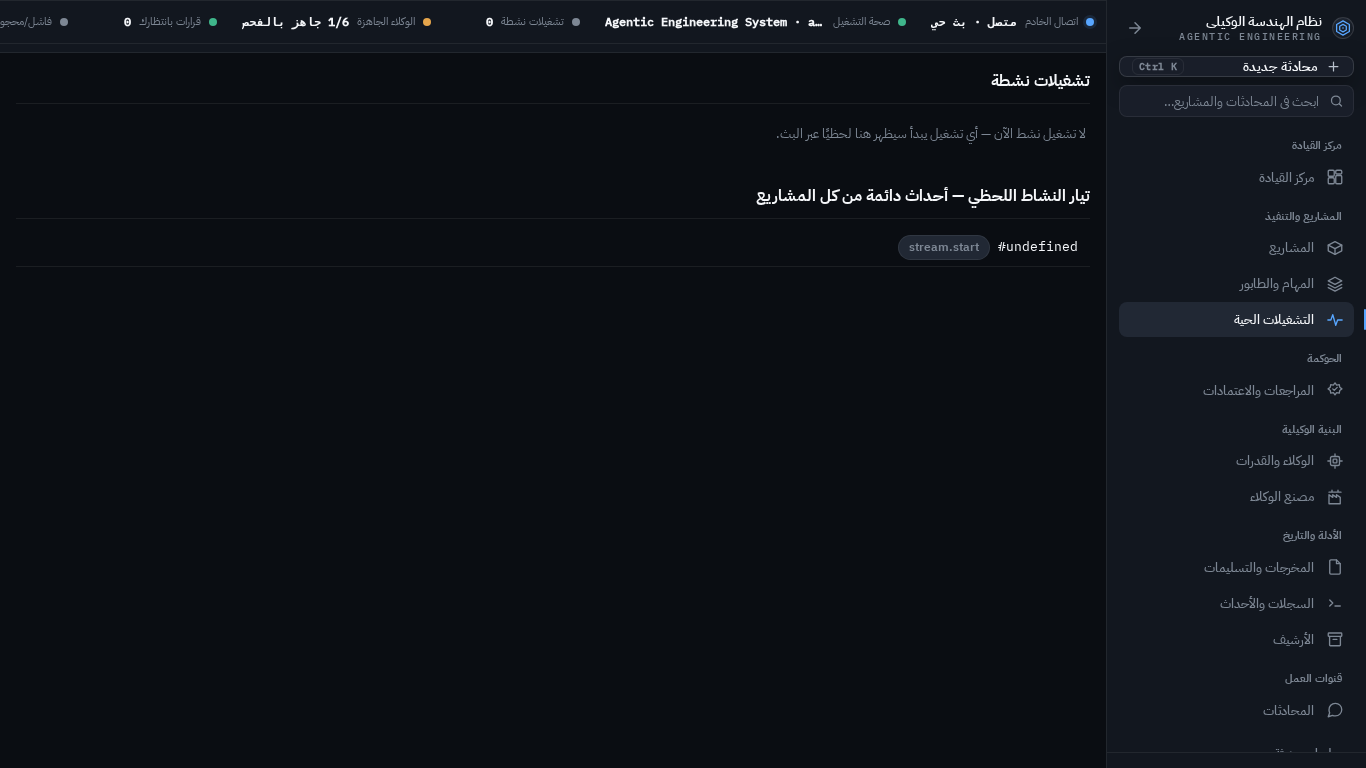 نظام الهندسة الوكيلي
AGENTIC ENGINEERING
محادثة جديدة
Ctrl K
ابحث في المحادثات والمشاريع...
مركز القيادة
مركز القيادة
المشاريع والتنفيذ
المشاريع
المهام والطابور
التشغيلات الحية
الحوكمة
المراجعات والاعتمادات
البنية الوكيلية
الوكلاء والقدرات
مصنع الوكلاء
الأدلة والتاريخ
المخرجات والتسليمات
السجلات والأحداث
الأرشيف
قنوات العمل
المحادثات
اتصال الخادم متصل · بث حي
صحة التشغيل Agentic Engineering System · a…
الوكلاء الجاهزة 1/6 جاهز بالفحص
تشغيلات نشطة 0
قرارات بانتظارك 0
تشغيلات نشطة
لا تشغيل نشط الآن — أي تشغيل يبدأ سيظهر هنا لحظيًا عبر البث.
تيار النشاط اللحظي — أحداث دائمة من كل المشاريع
#undefined stream.start